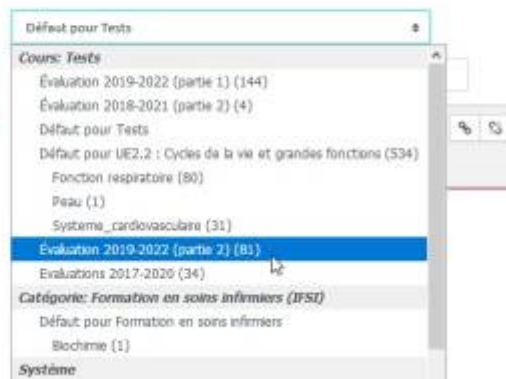 Défaut pour Tests
Cours: Tests
Évaluation 2019-2022 (partie 1) (144)
Évaluation 2018-2021 (partie 2) (4)
Défaut pour Tests
Défaut pour UE2.2 : Cycles de la vie et grandes fonctions (534)
Fonction respiratoire (80)
Peau (1)
Systeme_cardiovasculaire (31)
Évaluation 2019-2022 (partie 2) (81)
Evaluations 2017-2020 (34)
Catégorie: Formation en soins infirmiers (IFSI)
Défaut pour Formation en soins infirmiers
Biochimie (1)
Système